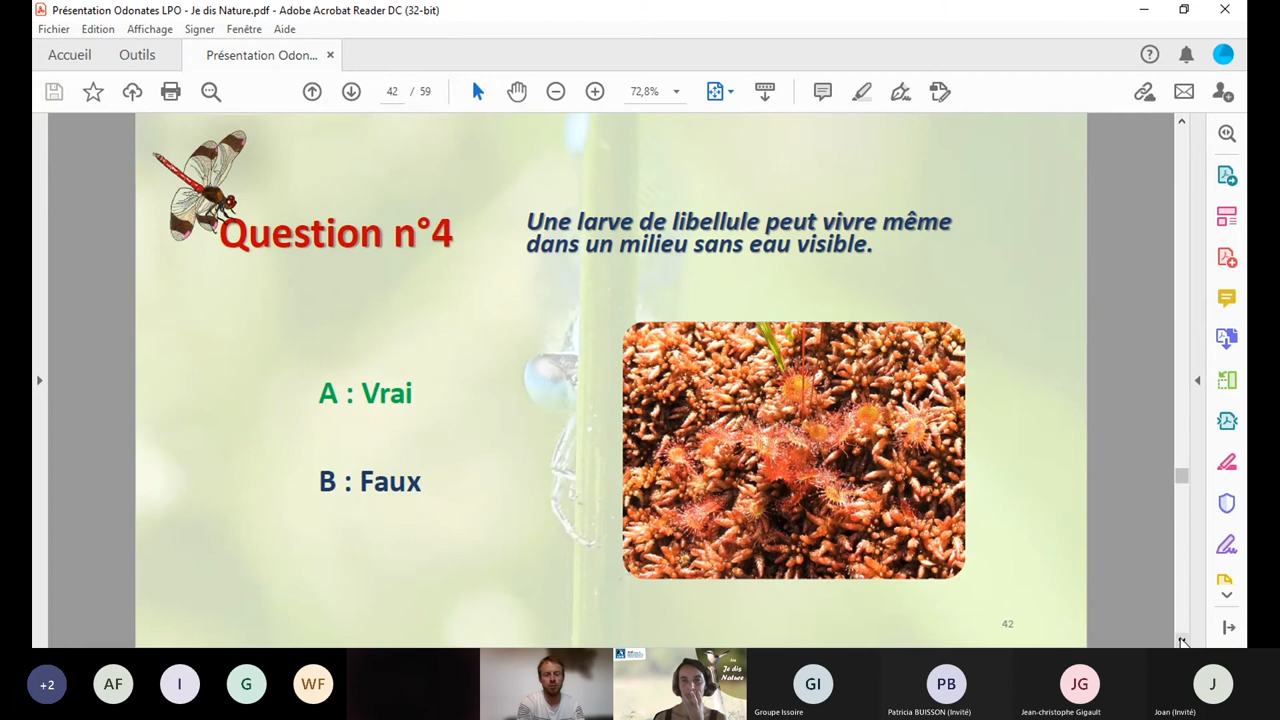 Présentation Odonates LPO - Je dis Nature.pdf - Adobe Acrobat Reader DC (32-bit)
Fichier Edition Affichage Signer Fenêtre Aide
Accueil Outils Présentation Odon... ×
42 / 59 72,8%
Question n°4
Une larve de libellule peut vivre même
dans un milieu sans eau visible.
A : Vrai
B : Faux
42
+2 AF I G WF GI PB JG J
Je dis
Nature
Groupe Issoire Patricia BUISSON (Invité) Jean-christophe Gigault Joan (Invité)